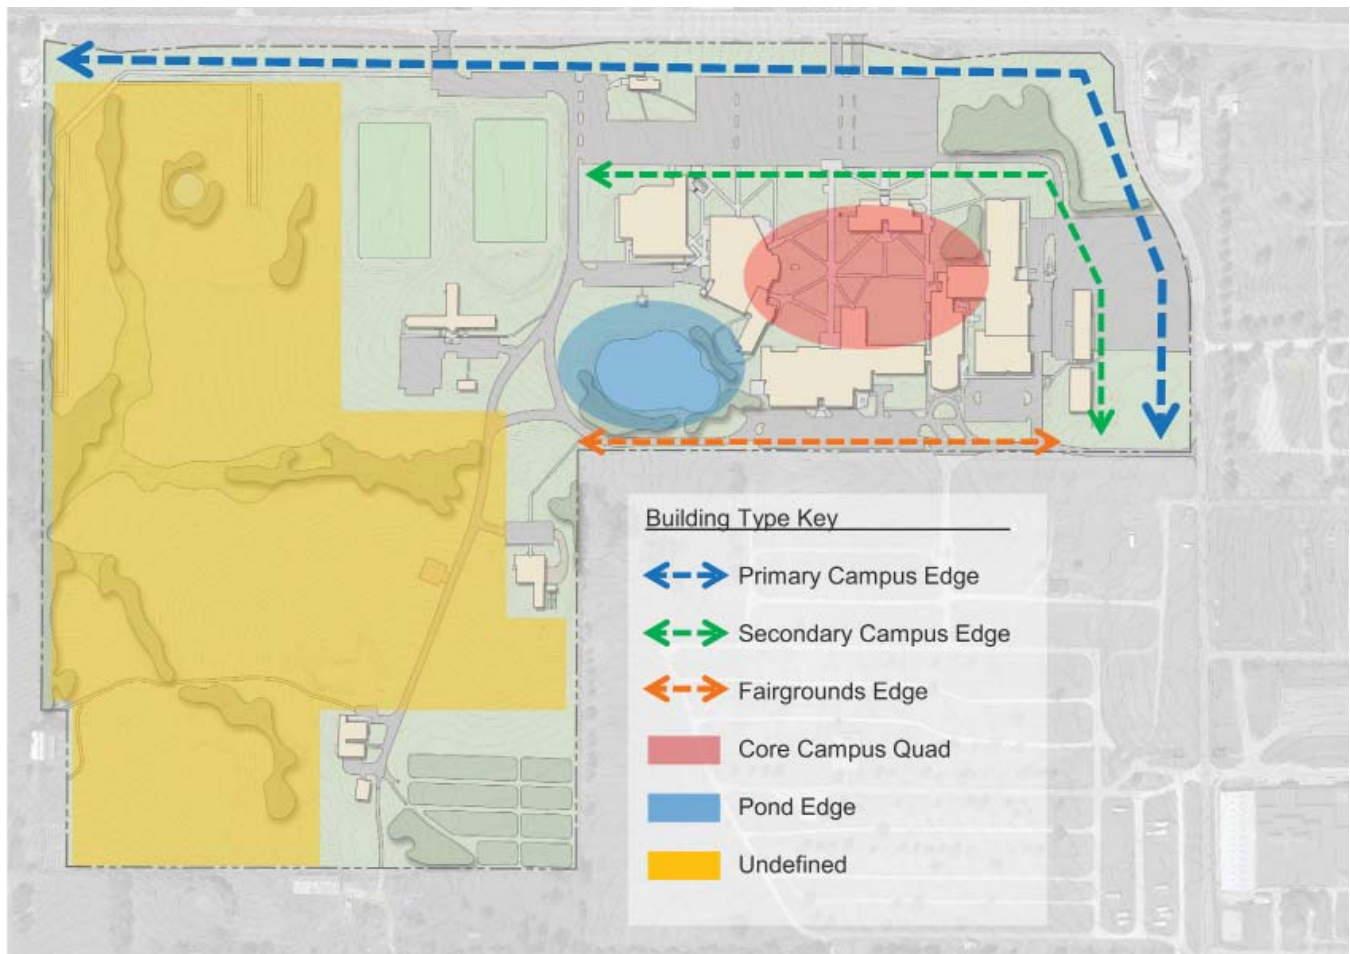 Building Type Key
Primary Campus Edge
Secondary Campus Edge
Fairgrounds Edge
Core Campus Quad
Pond Edge
Undefined